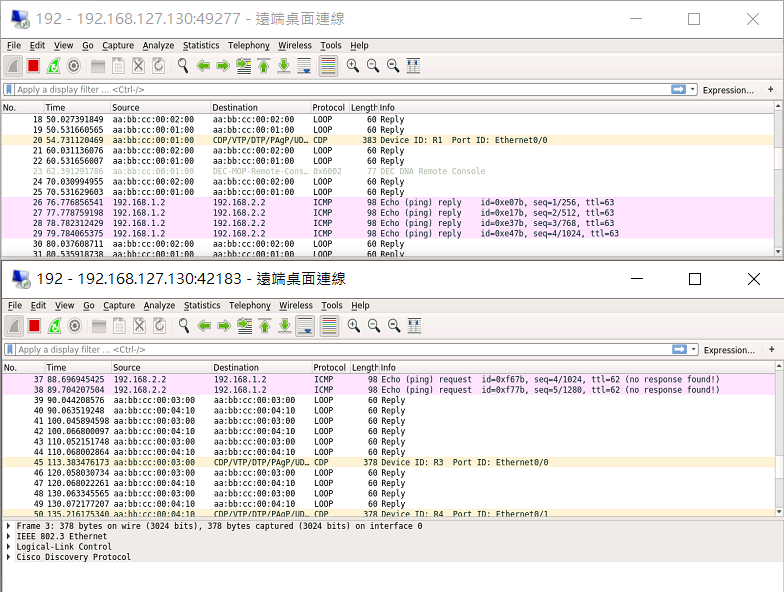 192 - 192.168.127.130:49277 - 遠端桌面連線
File Edit View Go Capture Analyze Statistics Telephony Wireless Tools Help
Apply a display filter ... <Ctrl-/> Expression... +
No. Time Source Destination Protocol Length Info
18 50.027391849 aa:bb:cc:00:02:00 aa:bb:cc:00:02:00 LOOP 60 Reply
19 50.531660565 aa:bb:cc:00:01:00 aa:bb:cc:00:01:00 LOOP 60 Reply
20 54.731120469 aa:bb:cc:00:01:00 CDP/VTP/DTP/PAgP/UD… CDP 383 Device ID: R1 Port ID: Ethernet0/0
21 60.031136076 aa:bb:cc:00:02:00 aa:bb:cc:00:02:00 LOOP 60 Reply
22 60.531656007 aa:bb:cc:00:01:00 aa:bb:cc:00:01:00 LOOP 60 Reply
23 62.391291786 aa:bb:cc:00:01:00 DEC-MOP-Remote-Cons… 0x6002 77 DEC DNA Remote Console
24 70.030994955 aa:bb:cc:00:02:00 aa:bb:cc:00:02:00 LOOP 60 Reply
25 70.531629603 aa:bb:cc:00:01:00 aa:bb:cc:00:01:00 LOOP 60 Reply
26 76.776856541 192.168.1.2 192.168.2.2 ICMP 98 Echo (ping) reply id=0xe07b, seq=1/256, ttl=63
27 77.778759198 192.168.1.2 192.168.2.2 ICMP 98 Echo (ping) reply id=0xe17b, seq=2/512, ttl=63
28 78.782312429 192.168.1.2 192.168.2.2 ICMP 98 Echo (ping) reply id=0xe37b, seq=3/768, ttl=63
29 79.784065375 192.168.1.2 192.168.2.2 ICMP 98 Echo (ping) reply id=0xe47b, seq=4/1024, ttl=63
30 80.037608711 aa:bb:cc:00:02:00 aa:bb:cc:00:02:00 LOOP 60 Reply
31 80.535918738 aa:bb:cc:00:01:00 aa:bb:cc:00:01:00 LOOP 60 Reply
192 - 192.168.127.130:42183 - 遠端桌面連線
File Edit View Go Capture Analyze Statistics Telephony Wireless Tools Help
Apply a display filter ... <Ctrl-/> Expression... +
No. Time Source Destination Protocol Length Info
37 88.696945425 192.168.2.2 192.168.1.2 ICMP 98 Echo (ping) request id=0xf67b, seq=4/1024, ttl=62 (no response found!)
38 89.704207504 192.168.2.2 192.168.1.2 ICMP 98 Echo (ping) request id=0xf77b, seq=5/1280, ttl=62 (no response found!)
39 90.044208576 aa:bb:cc:00:03:00 aa:bb:cc:00:03:00 LOOP 60 Reply
40 90.063519248 aa:bb:cc:00:04:10 aa:bb:cc:00:04:10 LOOP 60 Reply
41 100.045894598 aa:bb:cc:00:03:00 aa:bb:cc:00:03:00 LOOP 60 Reply
42 100.066800097 aa:bb:cc:00:04:10 aa:bb:cc:00:04:10 LOOP 60 Reply
43 110.052151748 aa:bb:cc:00:03:00 aa:bb:cc:00:03:00 LOOP 60 Reply
44 110.068002864 aa:bb:cc:00:04:10 aa:bb:cc:00:04:10 LOOP 60 Reply
45 113.383476173 aa:bb:cc:00:03:00 CDP/VTP/DTP/PAgP/UD… CDP 378 Device ID: R3 Port ID: Ethernet0/0
46 120.058030734 aa:bb:cc:00:03:00 aa:bb:cc:00:03:00 LOOP 60 Reply
47 120.068022261 aa:bb:cc:00:04:10 aa:bb:cc:00:04:10 LOOP 60 Reply
48 130.063345565 aa:bb:cc:00:03:00 aa:bb:cc:00:03:00 LOOP 60 Reply
49 130.072177207 aa:bb:cc:00:04:10 aa:bb:cc:00:04:10 LOOP 60 Reply
50 135.216175340 aa:bb:cc:00:04:10 CDP/VTP/DTP/PAgP/UD… CDP 378 Device ID: R4 Port ID: Ethernet0/1
Frame 3: 378 bytes on wire (3024 bits), 378 bytes captured (3024 bits) on interface 0
IEEE 802.3 Ethernet
Logical-Link Control
Cisco Discovery Protocol